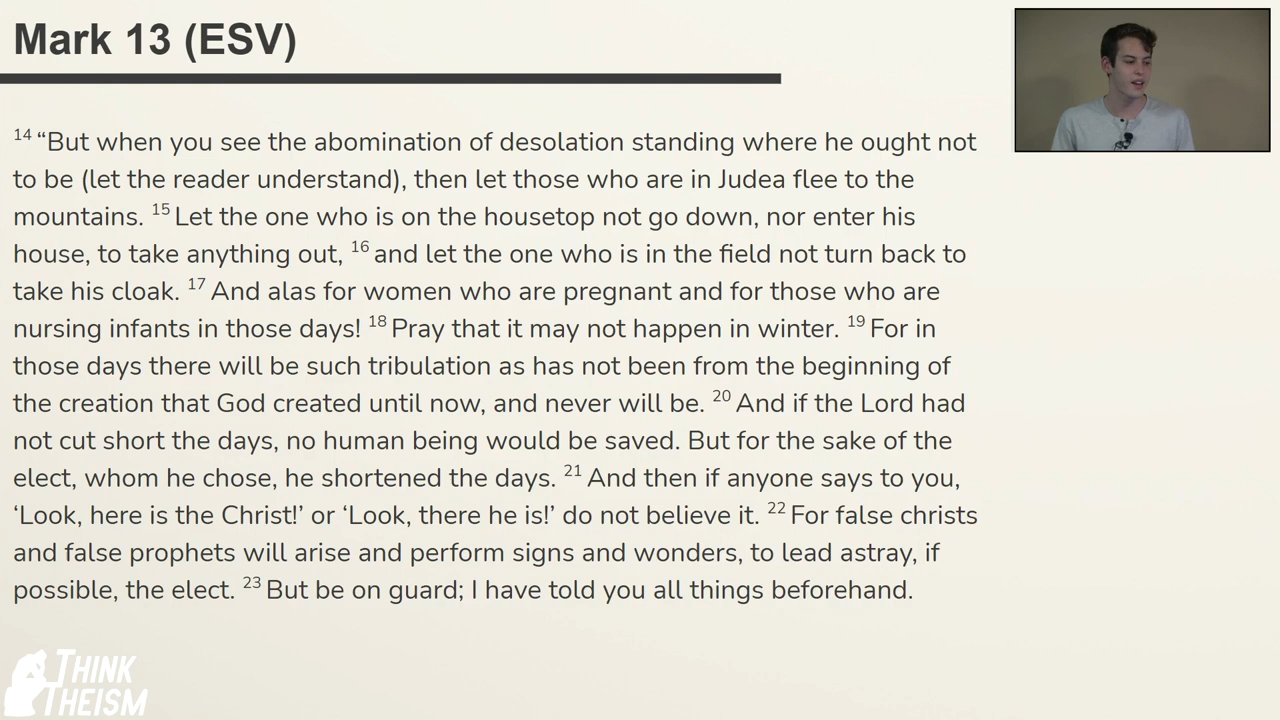 Mark 13 (ESV)
14 “But when you see the abomination of desolation standing where he ought not
to be (let the reader understand), then let those who are in Judea flee to the
mountains. 15 Let the one who is on the housetop not go down, nor enter his
house, to take anything out, 16 and let the one who is in the field not turn back to
take his cloak. 17 And alas for women who are pregnant and for those who are
nursing infants in those days! 18 Pray that it may not happen in winter. 19 For in
those days there will be such tribulation as has not been from the beginning of
the creation that God created until now, and never will be. 20 And if the Lord had
not cut short the days, no human being would be saved. But for the sake of the
elect, whom he chose, he shortened the days. 21 And then if anyone says to you,
‘Look, here is the Christ!’ or ‘Look, there he is!’ do not believe it. 22 For false christs
and false prophets will arise and perform signs and wonders, to lead astray, if
possible, the elect. 23 But be on guard; I have told you all things beforehand.
THINK
THEISM